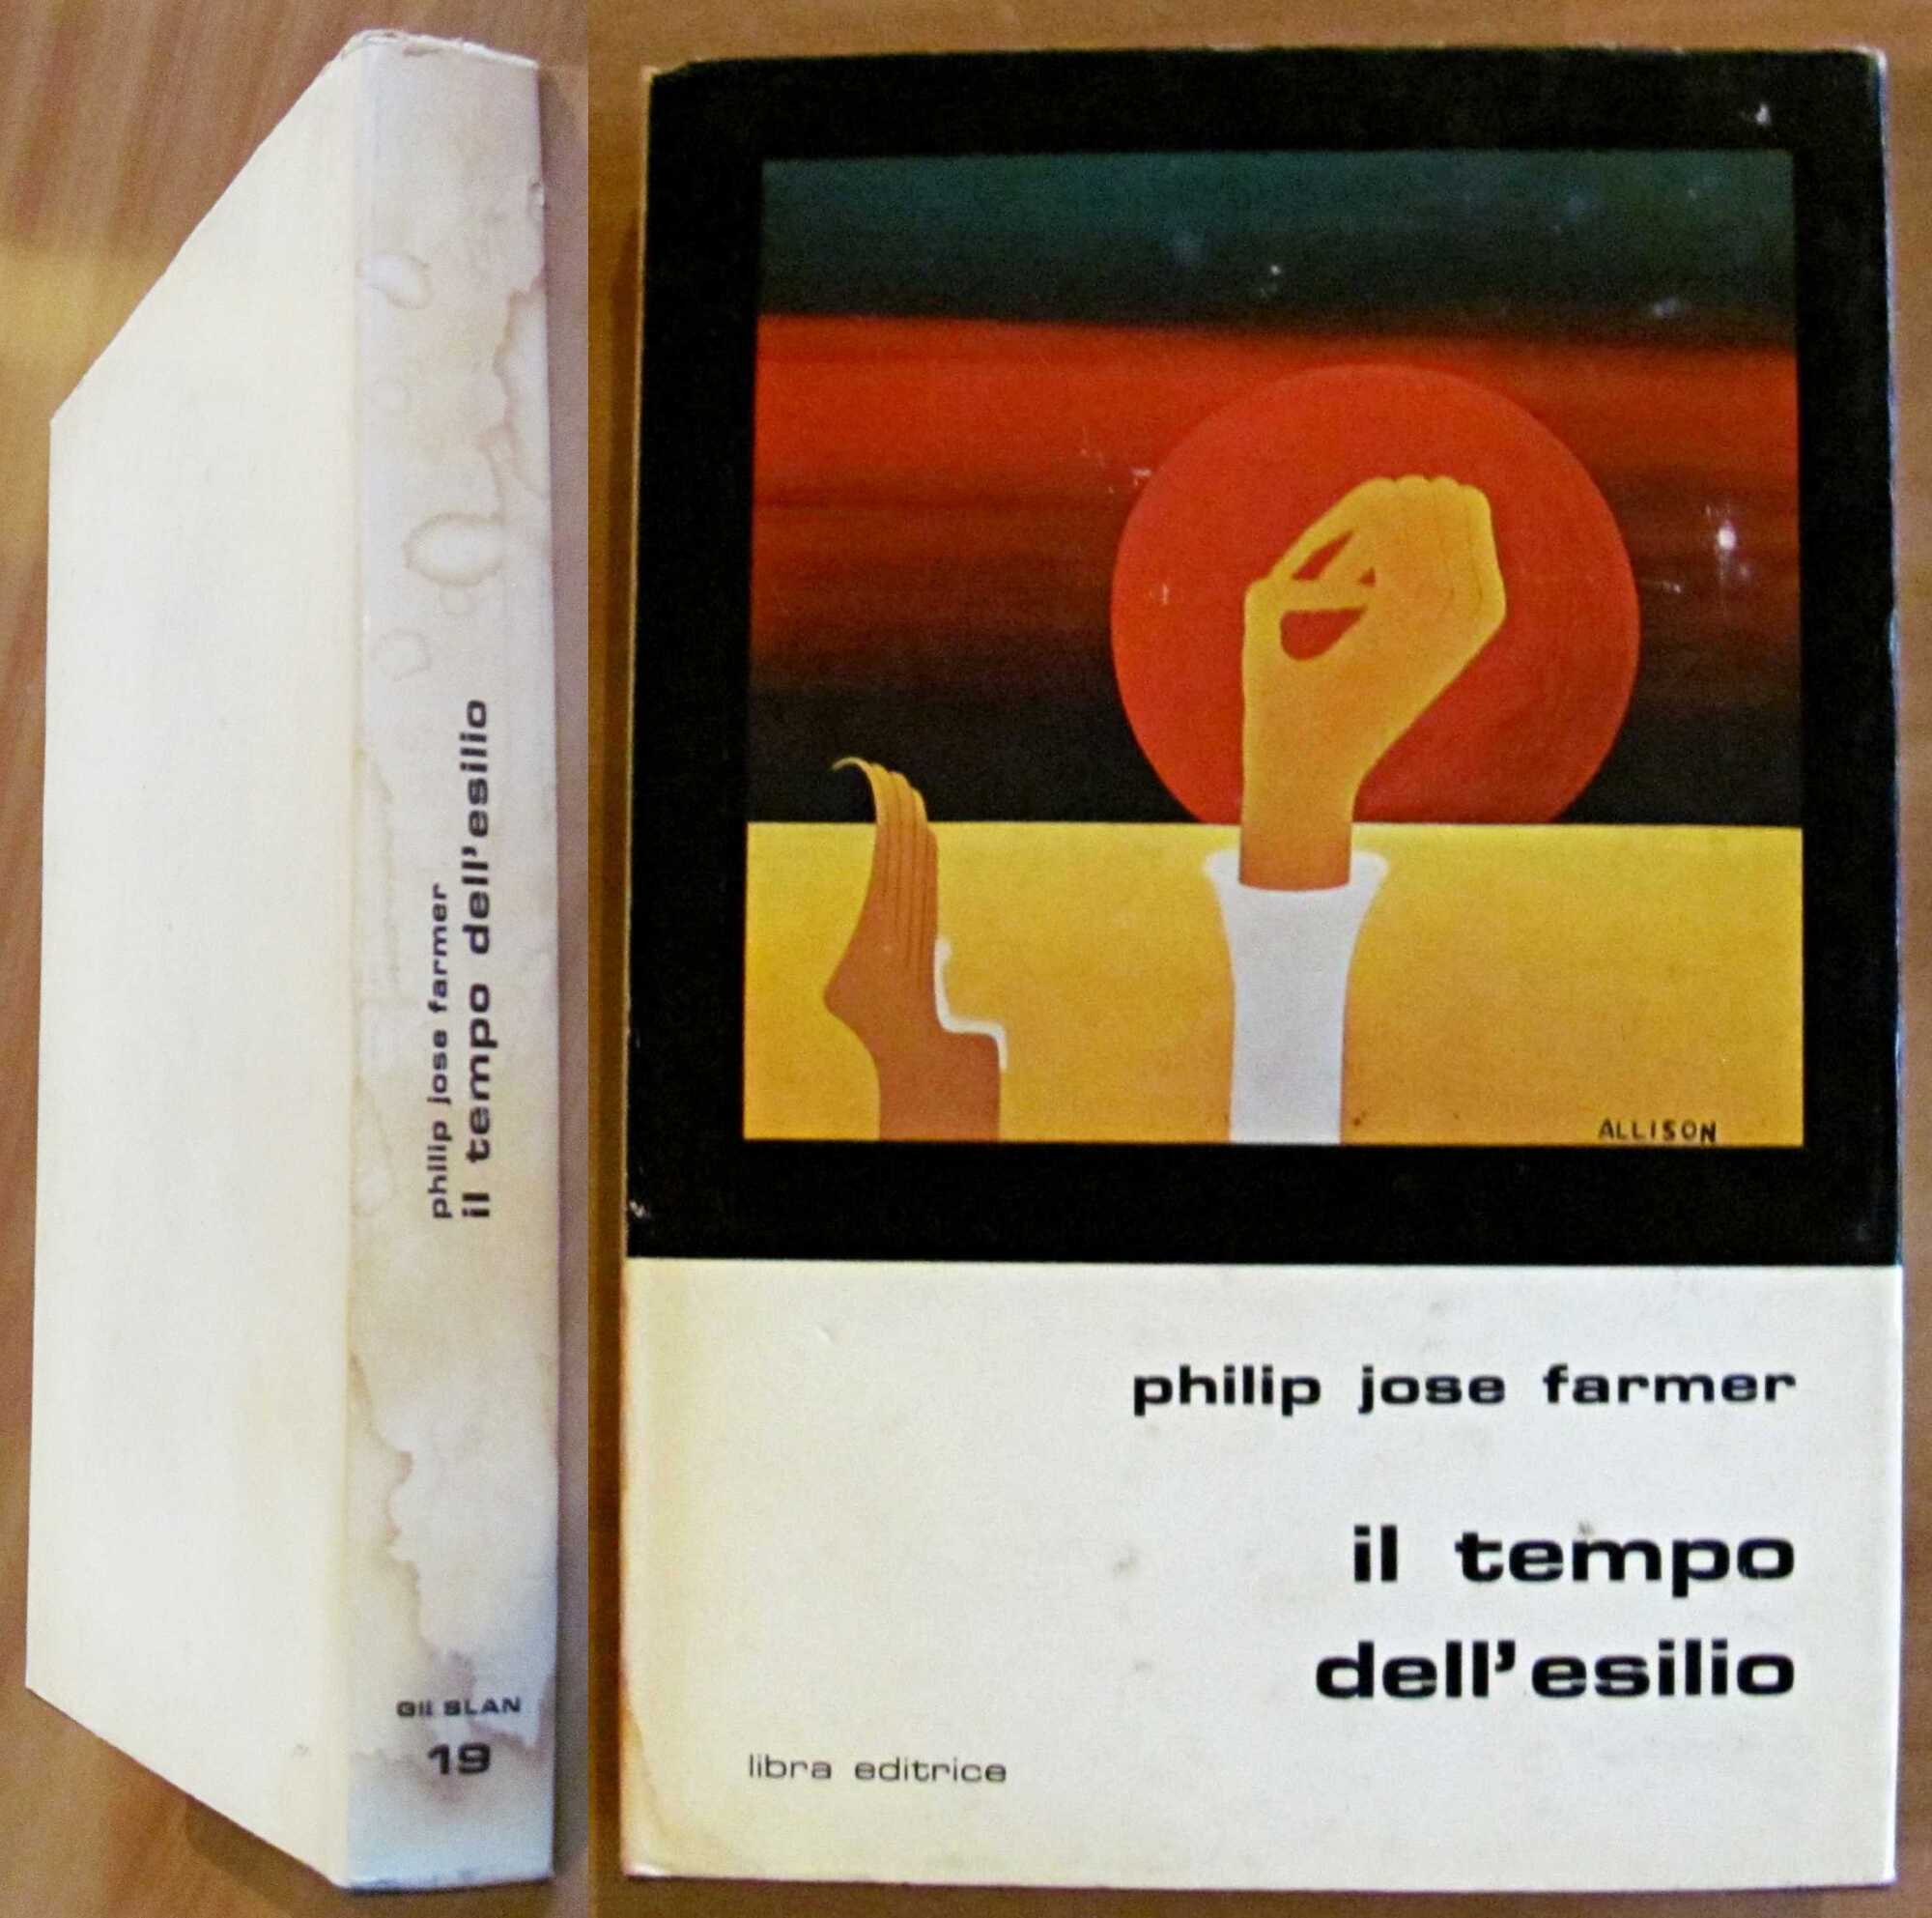 philip jose farmer
il tempo dell'esilio
Gli SLAN
19
ALLISON
philip jose farmer
il tempo
dell'esilio
libra editrice